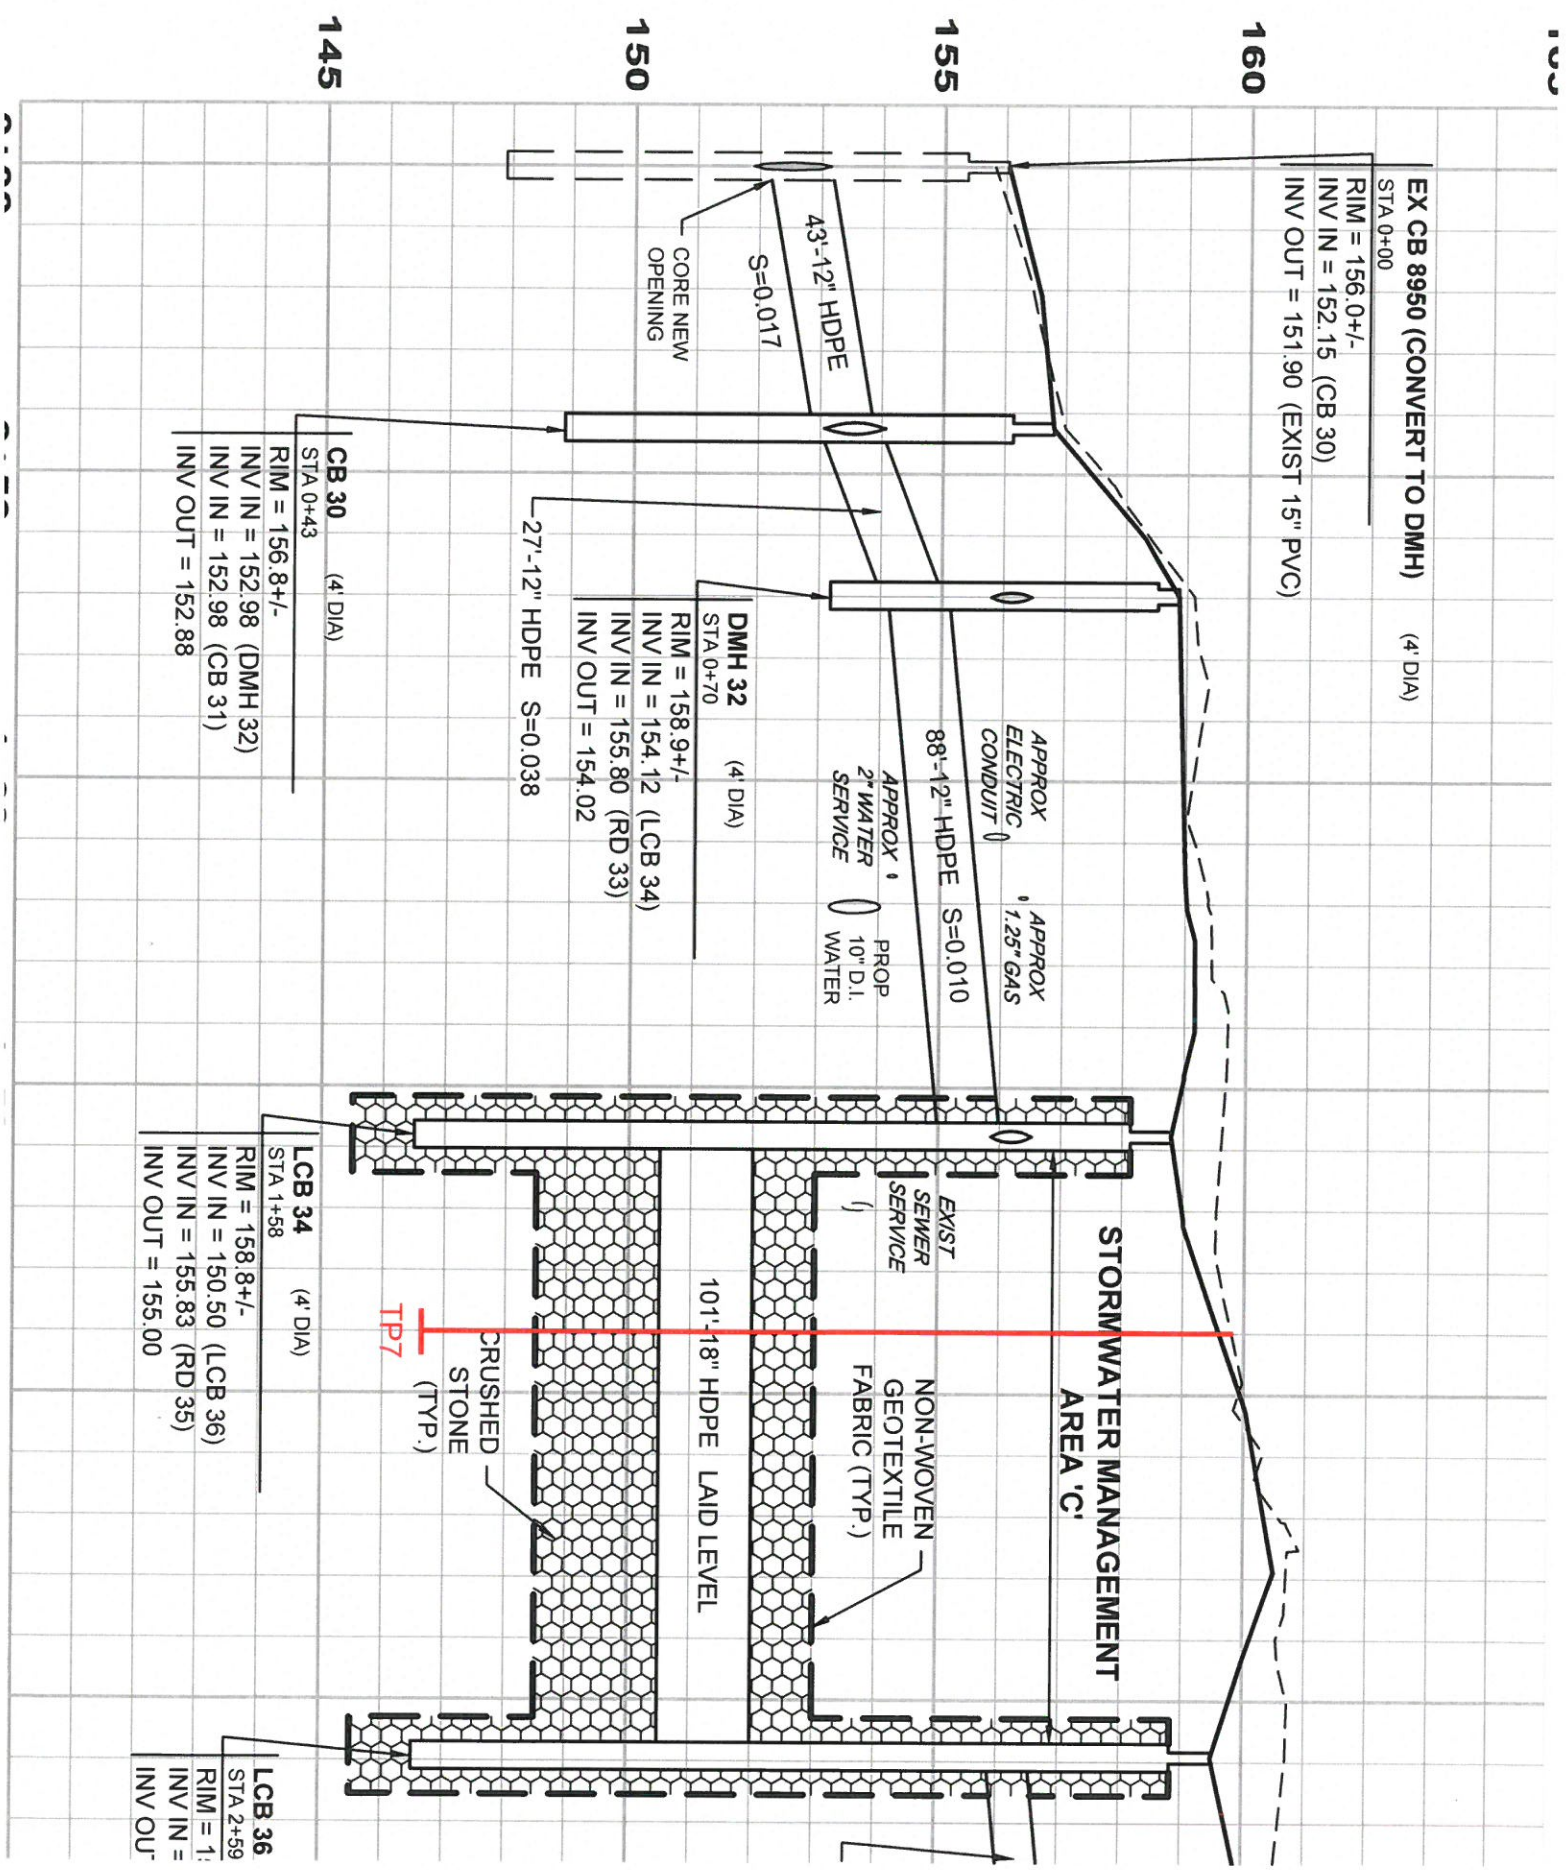 160
155
150
145
EX CB 8950 (CONVERT TO DMH) (4' DIA)
STA 0+00
RIM = 156.0+/-
INV IN = 152.15 (CB 30)
INV OUT = 151.90 (EXIST 15" PVC)
43'-12" HDPE
S=0.017
CORE NEW
OPENING
CB 30 (4' DIA)
STA 0+43
RIM = 156.8+/-
INV IN = 152.98 (DMH 32)
INV IN = 152.98 (CB 31)
INV OUT = 152.88
27'-12" HDPE S=0.038
DMH 32 (4' DIA)
STA 0+70
RIM = 158.9+/-
INV IN = 154.12 (LCB 34)
INV IN = 155.80 (RD 33)
INV OUT = 154.02
APPROX
ELECTRIC
CONDUIT
88'-12" HDPE S=0.010
APPROX
2" WATER
SERVICE
APPROX
1.25" GAS
PROP
10" D.I.
WATER
LCB 34 (4' DIA)
STA 1+58
RIM = 158.8+/-
INV IN = 150.50 (LCB 36)
INV IN = 155.83 (RD 35)
INV OUT = 155.00
EXIST
SEWER
SERVICE
STORMWATER MANAGEMENT
AREA 'C'
101'-18" HDPE LAID LEVEL
TP7
NON-WOVEN
GEOTEXTILE
FABRIC (TYP.)
CRUSHED
STONE
(TYP.)
LCB 36
STA 2+59
RIM =
INV IN =
INV